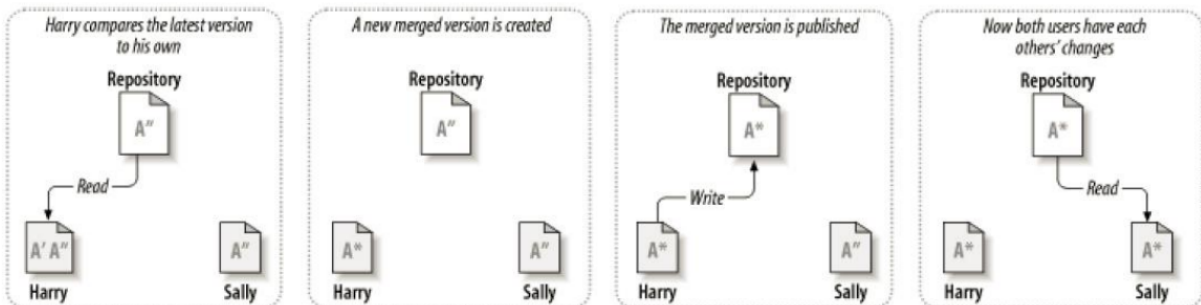 Harry compares the latest version
to his own
Repository
A″
Read
A′ A″
A″
Harry
Sally
A new merged version is created
Repository
A″
A*
A″
Harry
Sally
The merged version is published
Repository
A*
Write
A*
A″
Harry
Sally
Now both users have each
others’ changes
Repository
A*
Read
A*
A*
Harry
Sally